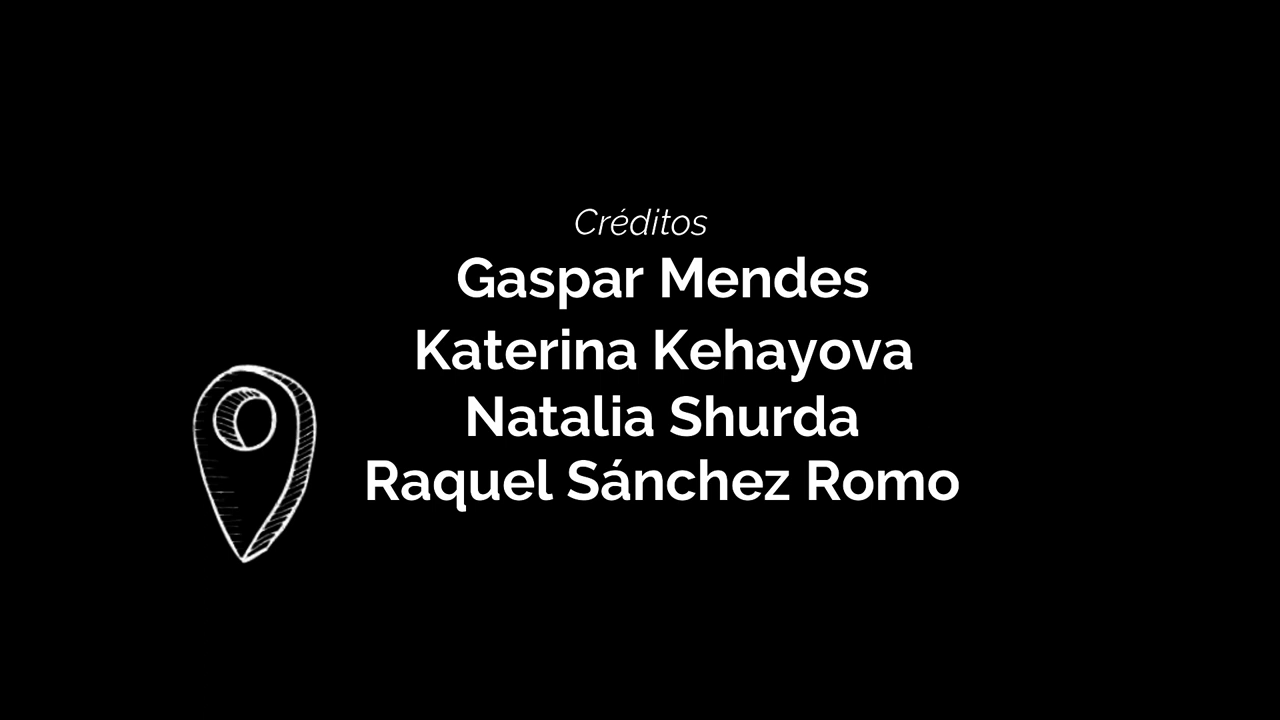 Créditos
Gaspar Mendes
Katerina Kehayova
Natalia Shurda
Raquel Sánchez Romo